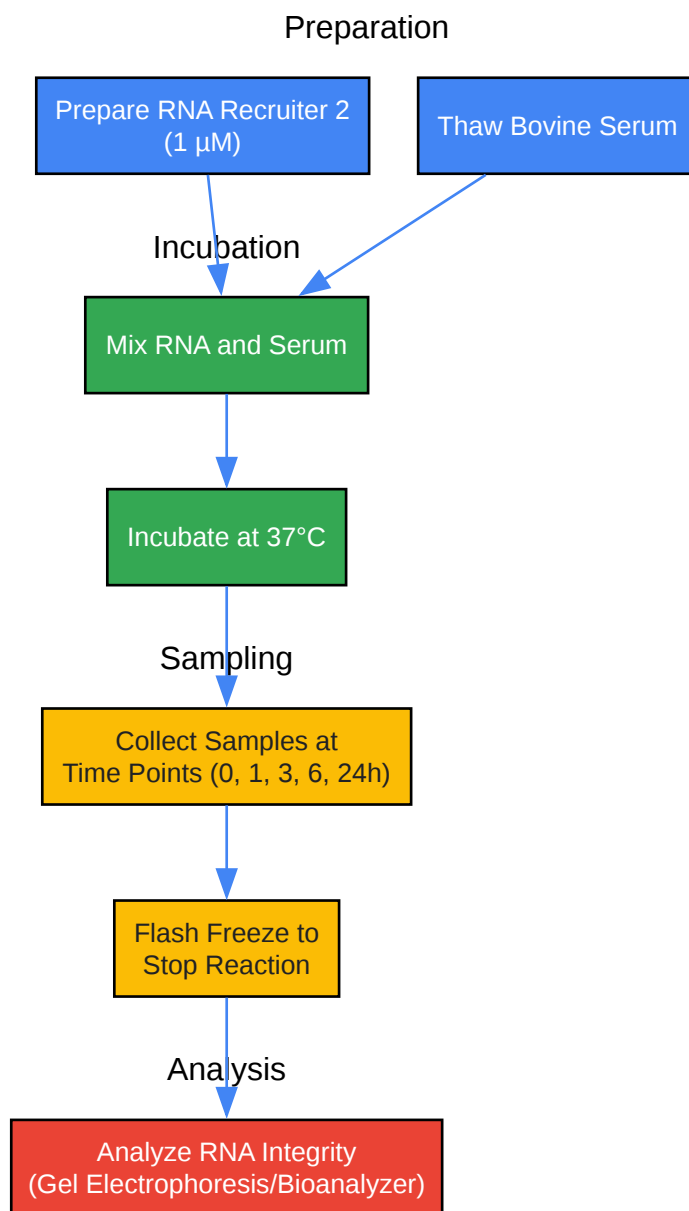 Preparation
Prepare RNA Recruiter 2
(1 µM)
Thaw Bovine Serum
Incubation
Mix RNA and Serum
Incubate at 37°C
Sampling
Collect Samples at
Time Points (0, 1, 3, 6, 24h)
Flash Freeze to
Stop Reaction
Analysis
Analyze RNA Integrity
(Gel Electrophoresis/Bioanalyzer)